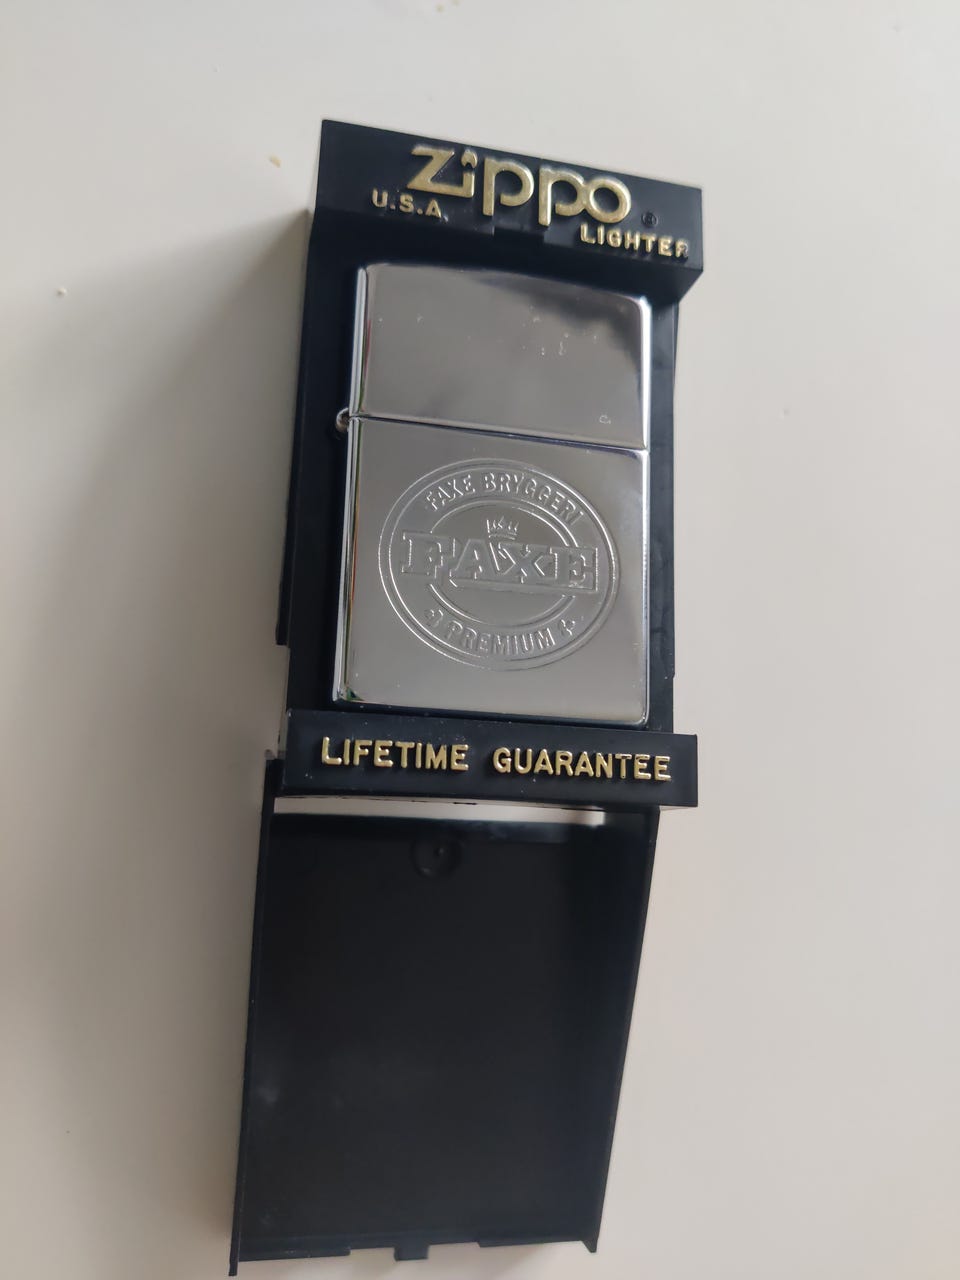 Zippo ®
U.S.A.
LIGHTER
FAXE BRYGGERI
FAXE
PREMIUM
LIFETIME GUARANTEE